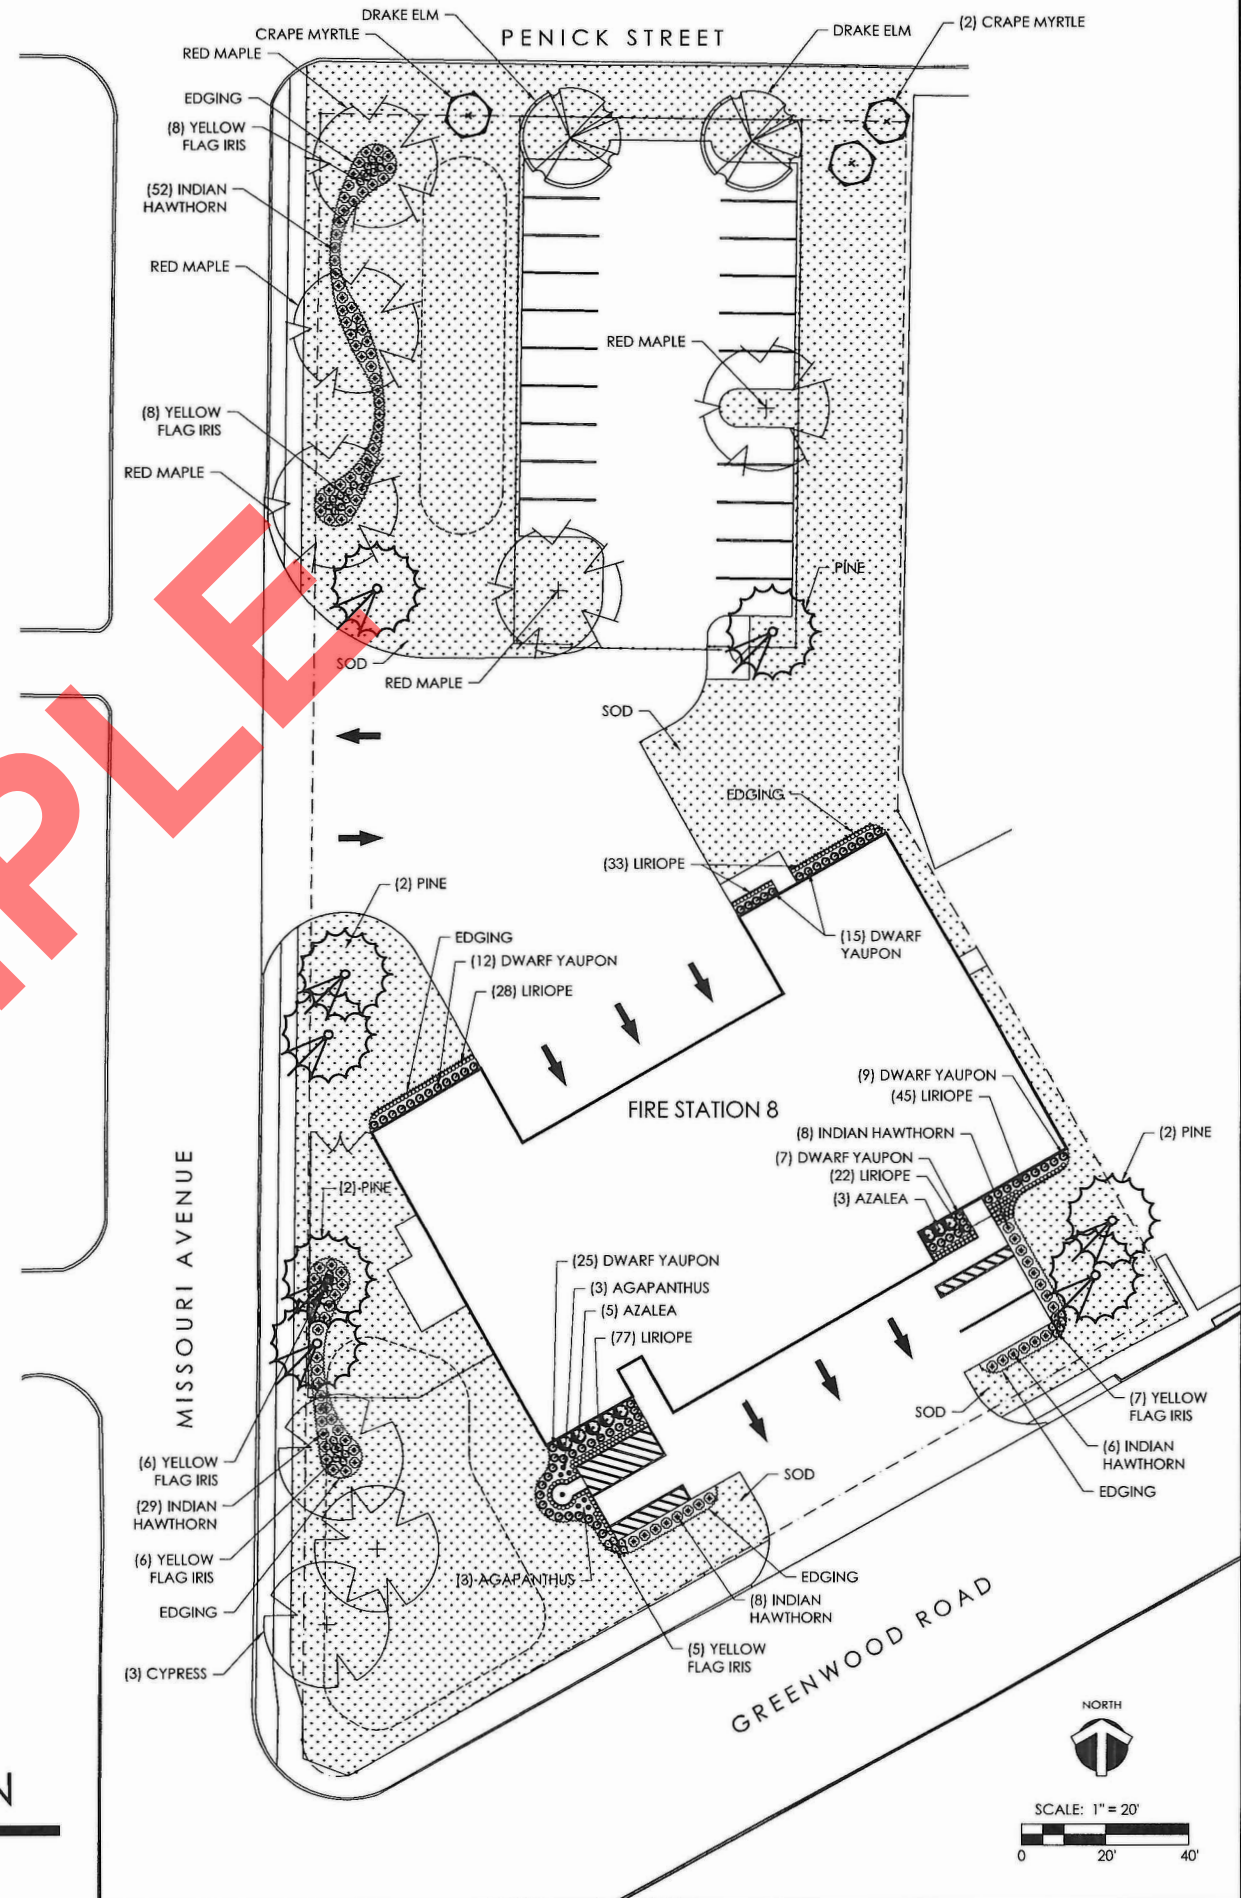 DRAKE ELM
PENICK STREET
(2) CRAPE MYRTLE
CRAPE MYRTLE
DRAKE ELM
RED MAPLE
EDGING
(8) YELLOW
FLAG IRIS
(52) INDIAN
HAWTHORN
RED MAPLE
RED MAPLE
(8) YELLOW
FLAG IRIS
RED MAPLE
PINE
SOD
RED MAPLE
SOD
EDGING
(33) LIRIOPE
(2) PINE
(15) DWARF
YAUPON
EDGING
(12) DWARF YAUPON
(28) LIRIOPE
FIRE STATION 8
(9) DWARF YAUPON
(45) LIRIOPE
(8) INDIAN HAWTHORN
(2) PINE
(7) DWARF YAUPON
(22) LIRIOPE
(3) AZALEA
(2) PINE
MISSOURI AVENUE
(25) DWARF YAUPON
(3) AGAPANTHUS
(5) AZALEA
(77) LIRIOPE
(7) YELLOW
FLAG IRIS
SOD
(6) INDIAN
HAWTHORN
EDGING
(6) YELLOW
FLAG IRIS
SOD
(29) INDIAN
HAWTHORN
(6) YELLOW
FLAG IRIS
(3) AGAPANTHUS
EDGING
(8) INDIAN
HAWTHORN
EDGING
(5) YELLOW
FLAG IRIS
(3) CYPRESS
GREENWOOD ROAD
NORTH
SCALE: 1" = 20'
0 20' 40'
N
MPLE